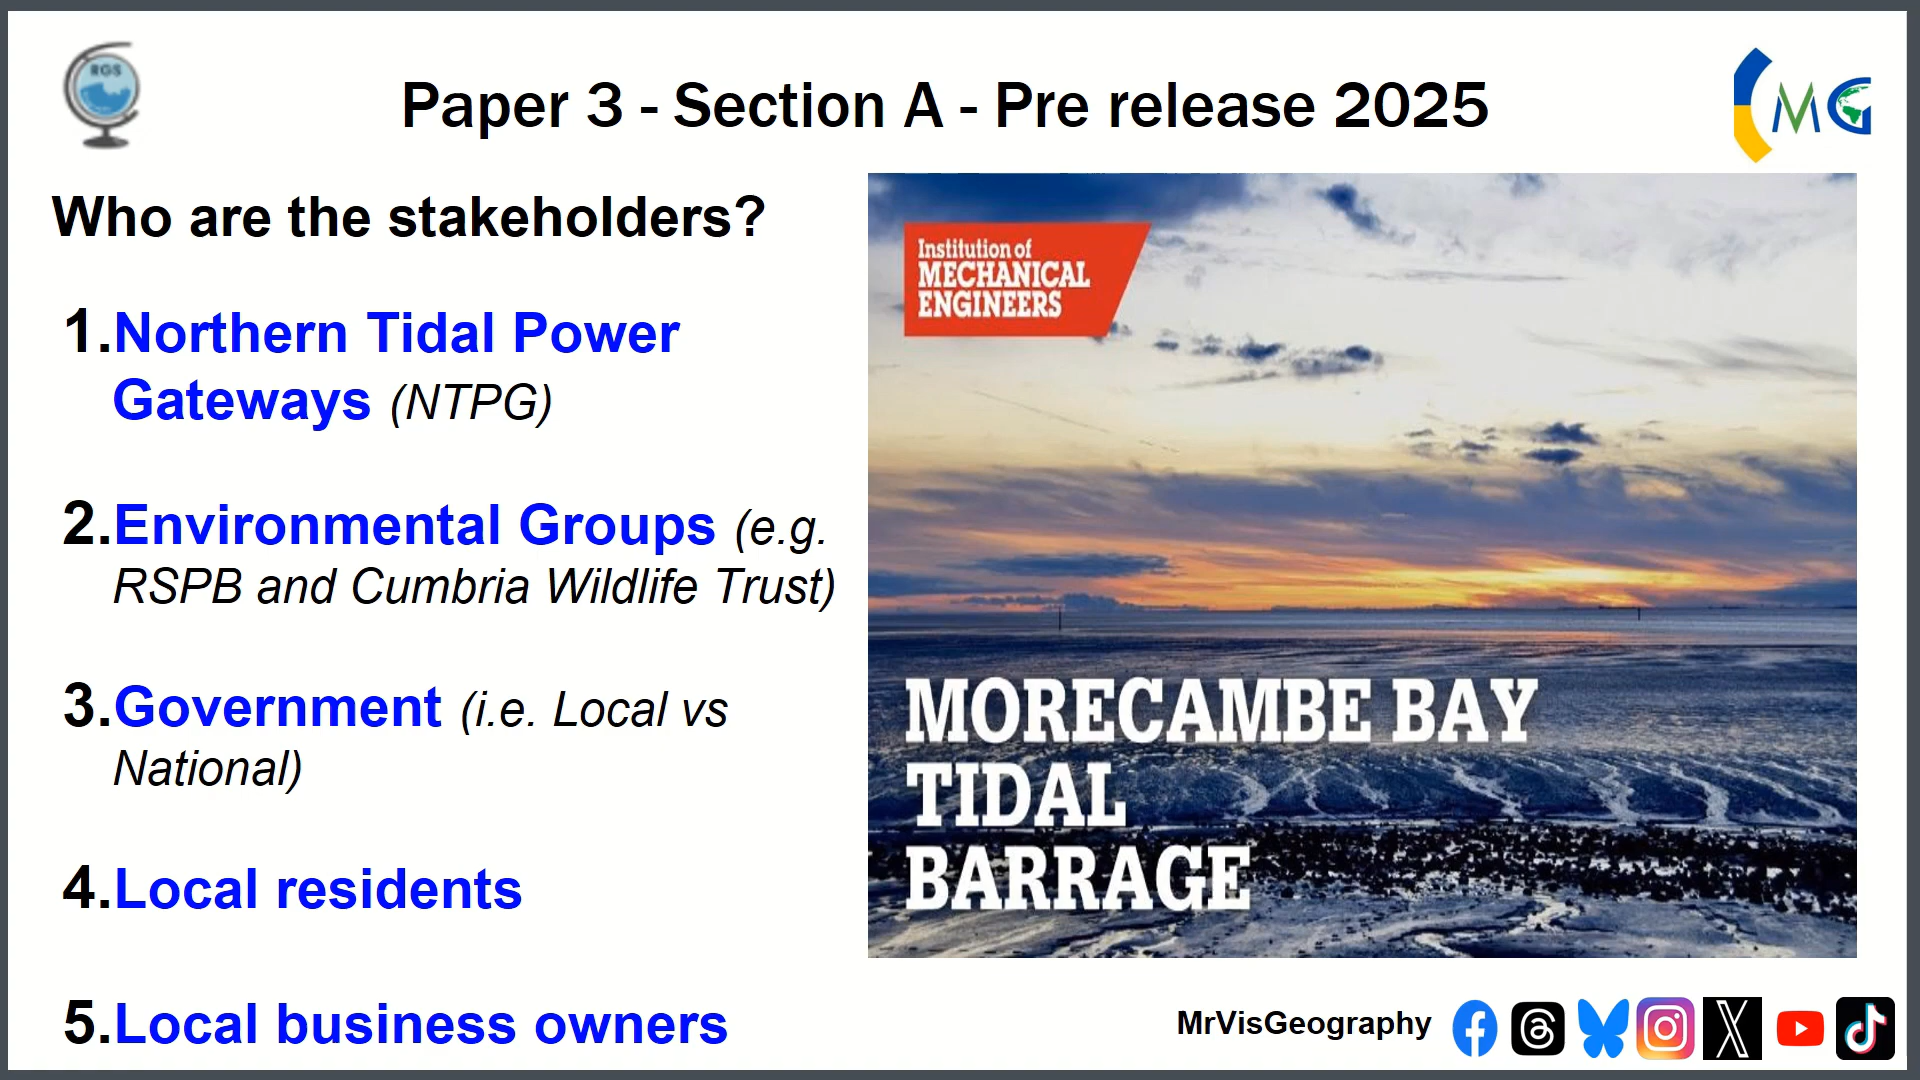 RGS
Paper 3 - Section A - Pre release 2025
MG
Who are the stakeholders?
1.Northern Tidal Power
Gateways (NTPG)
2.Environmental Groups (e.g.
RSPB and Cumbria Wildlife Trust)
3.Government (i.e. Local vs
National)
4.Local residents
5.Local business owners
Institution of
MECHANICAL
ENGINEERS
MORECAMBE BAY
TIDAL
BARRAGE
MrVisGeography